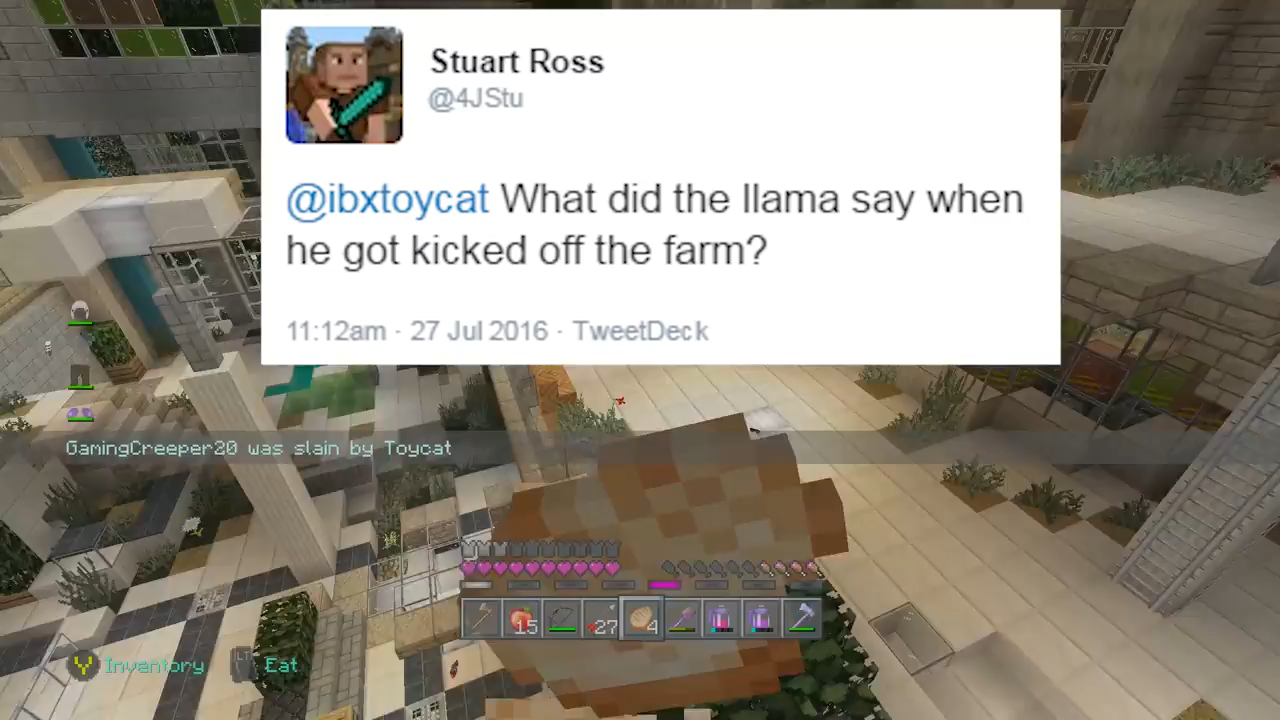 Stuart Ross
@4JStu
@ibxtoycat What did the llama say when
he got kicked off the farm?
11:12am · 27 Jul 2016 · TweetDeck
GamingCreeper20 was slain by Toycat
15
27
4
Y Inventory
LT Eat